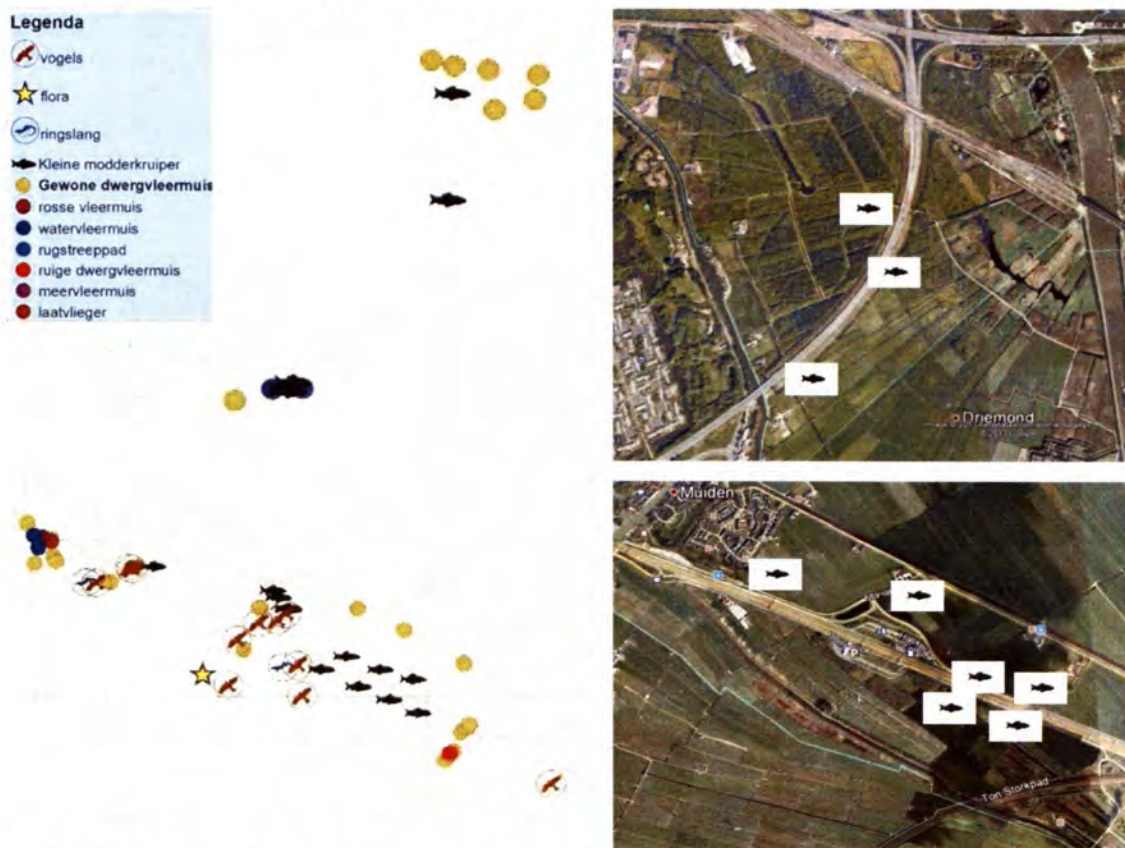 Legenda
vogels
flora
ringslang
Kleine modderkruiper
Gewone dwergvleermuis
rosse vleermuis
watervleermuis
rugstreeppad
ruige dwergvleermuis
meervleermuis
laatvlieger
Driemond
Muiden
Ton Storkpad